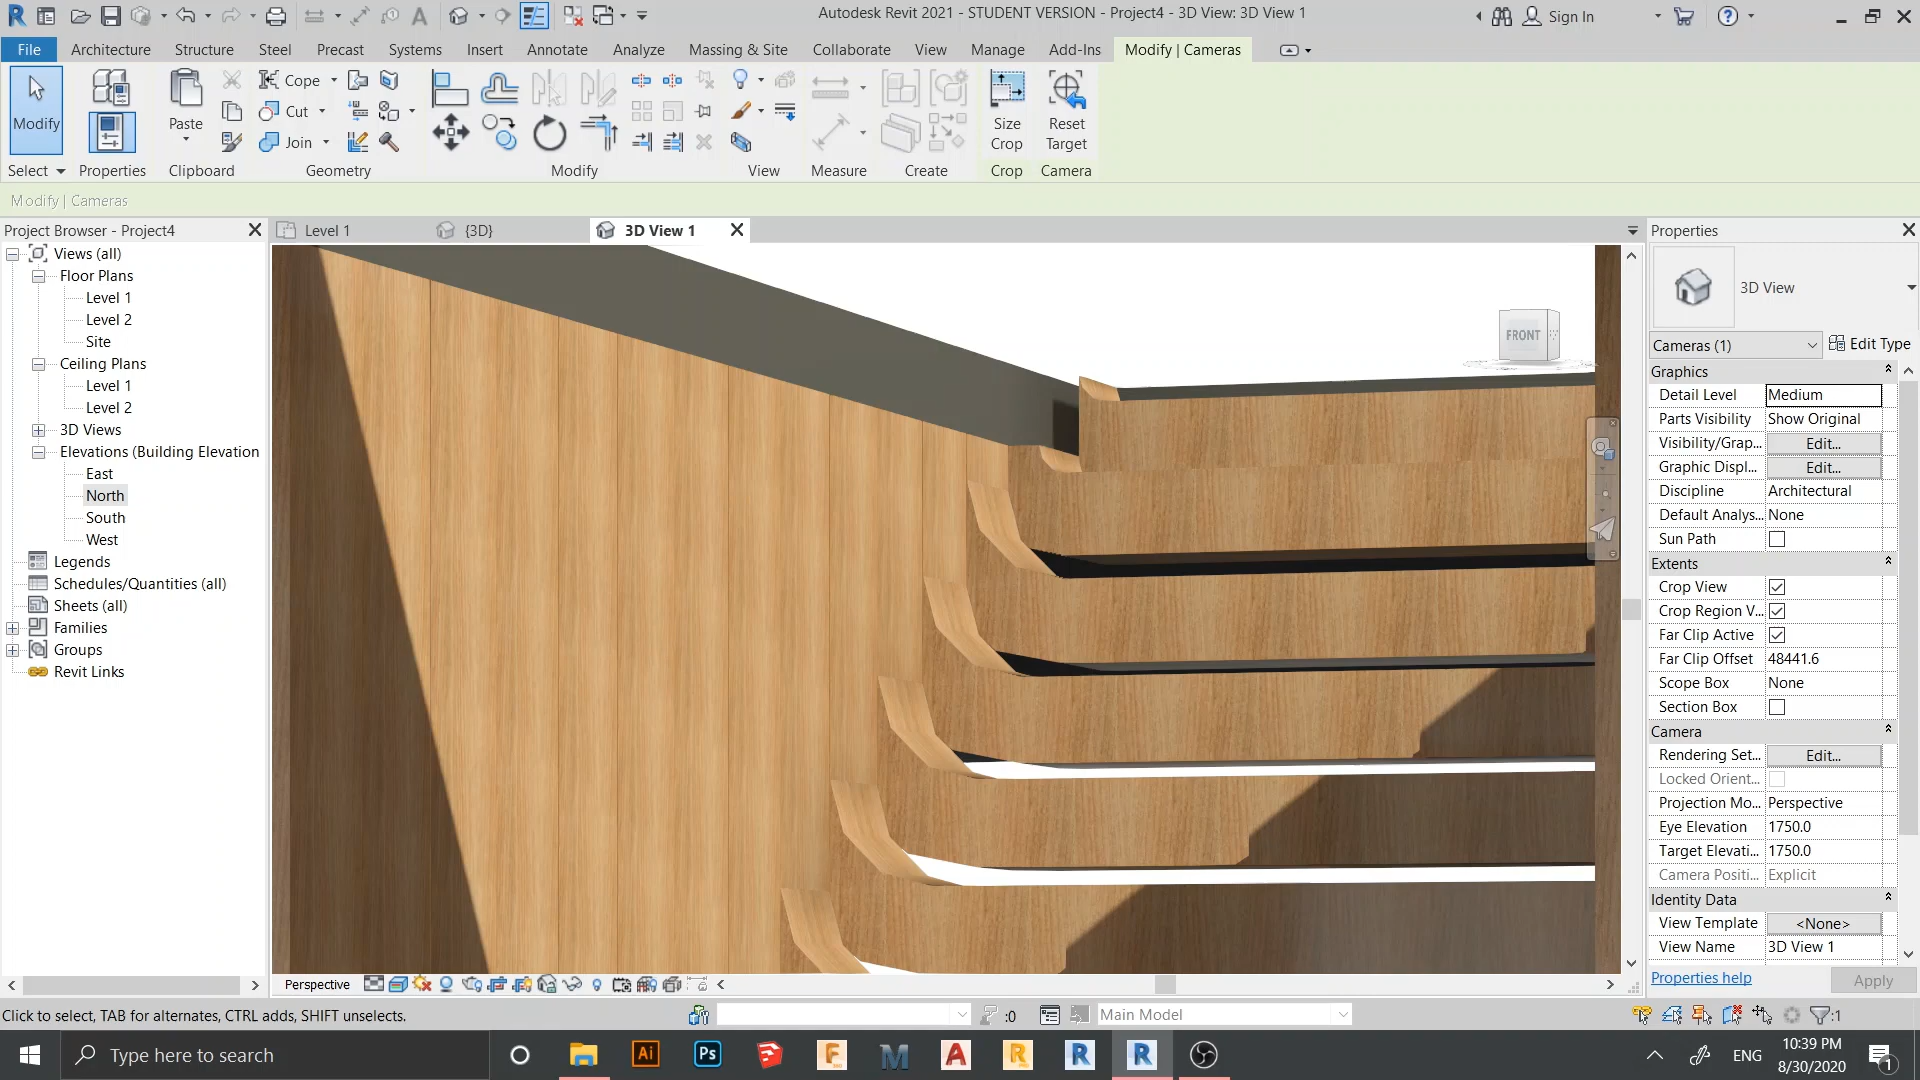 Autodesk Revit 2021 - STUDENT VERSION - Project4 - 3D View: 3D View 1
Sign In
File Architecture Structure Steel Precast Systems Insert Annotate Analyze Massing & Site Collaborate View Manage Add-Ins Modify | Cameras
Modify
Paste
Cope
Cut
Join
Size Crop
Reset Target
Select Properties Clipboard Geometry Modify View Measure Create Crop Camera
Modify | Cameras
Project Browser - Project4
Views (all)
Floor Plans
Level 1
Level 2
Site
Ceiling Plans
Level 1
Level 2
3D Views
Elevations (Building Elevation
East
North
South
West
Legends
Schedules/Quantities (all)
Sheets (all)
Families
Groups
Revit Links
Level 1
{3D}
3D View 1
FRONT
Properties
3D View
Cameras (1)
Edit Type
Graphics
Detail Level Medium
Parts Visibility Show Original
Visibility/Grap... Edit...
Graphic Displ... Edit...
Discipline Architectural
Default Analys... None
Sun Path
Extents
Crop View
Crop Region V...
Far Clip Active
Far Clip Offset 48441.6
Scope Box None
Section Box
Camera
Rendering Set... Edit...
Locked Orient...
Projection Mo... Perspective
Eye Elevation 1750.0
Target Elevati... 1750.0
Camera Positi... Explicit
Identity Data
View Template <None>
View Name 3D View 1
Properties help
Apply
Perspective
Click to select, TAB for alternates, CTRL adds, SHIFT unselects.
:0
Main Model
:1
Type here to search
Ai
Ps
ENG
10:39 PM
8/30/2020
1